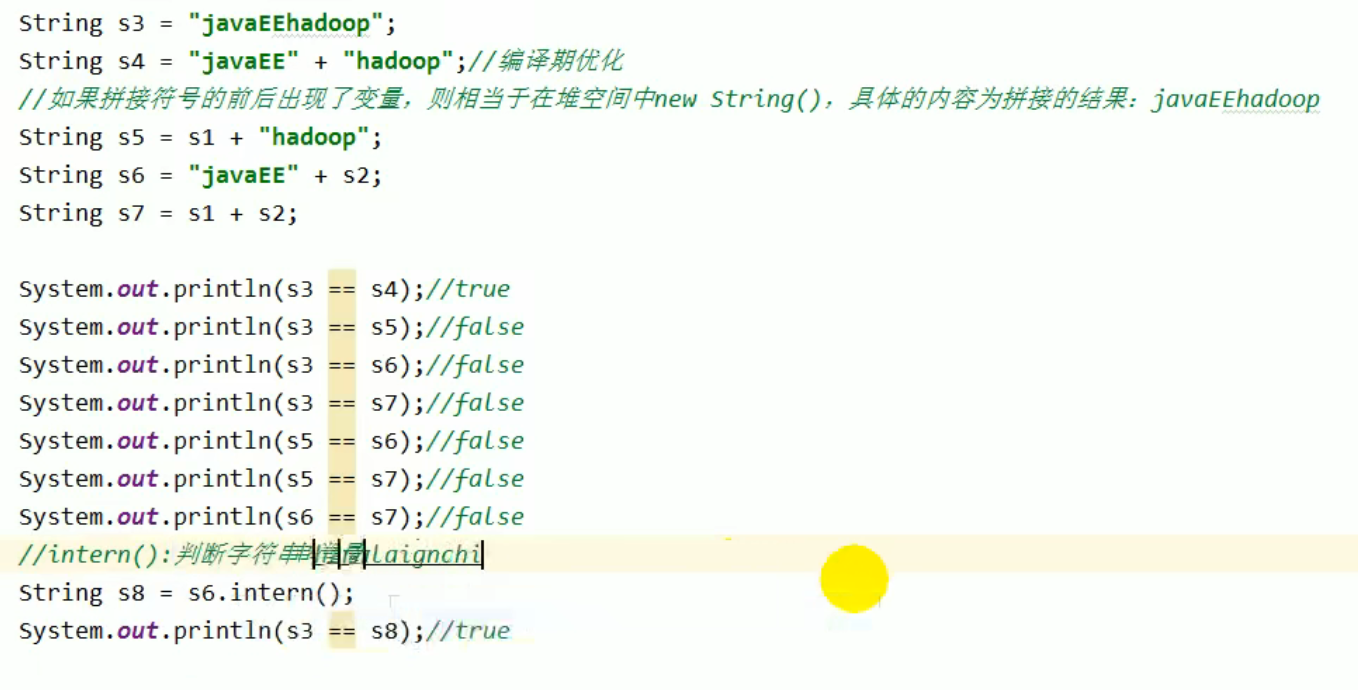 String s3 = "javaEEhadoop";
String s4 = "javaEE" + "hadoop";//编译期优化
//如果拼接符号的前后出现了变量，则相当于在堆空间中new String()，具体的内容为拼接的结果：javaEEhadoop
String s5 = s1 + "hadoop";
String s6 = "javaEE" + s2;
String s7 = s1 + s2;
System.out.println(s3 == s4);//true
System.out.println(s3 == s5);//false
System.out.println(s3 == s6);//false
System.out.println(s3 == s7);//false
System.out.println(s5 == s6);//false
System.out.println(s5 == s7);//false
System.out.println(s6 == s7);//false
//intern():判断字符串
String s8 = s6.intern();
System.out.println(s3 == s8);//true